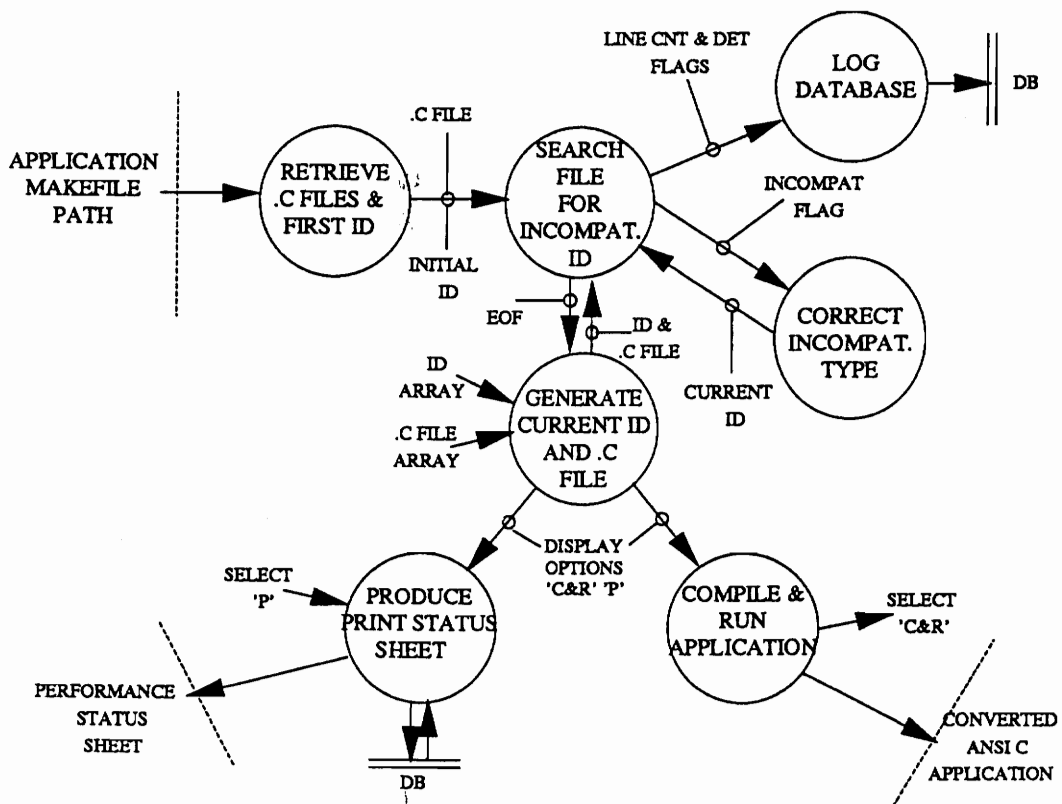 LINE CNT & DET
FLAGS
LOG
DATABASE
DB
.C FILE
APPLICATION
MAKEFILE
PATH
RETRIEVE
.C FILES &
FIRST ID
SEARCH
FILE
FOR
INCOMPAT.
ID
INCOMPAT
FLAG
INITIAL
ID
EOF
ID &
.C FILE
CORRECT
INCOMPAT.
TYPE
CURRENT
ID
ID
ARRAY
.C FILE
ARRAY
GENERATE
CURRENT ID
AND .C
FILE
DISPLAY
OPTIONS
'C&R' 'P'
SELECT
'P'
PRODUCE
PRINT STATUS
SHEET
COMPILE &
RUN
APPLICATION
SELECT
'C&R'
PERFORMANCE
STATUS
SHEET
DB
CONVERTED
ANSI C
APPLICATION